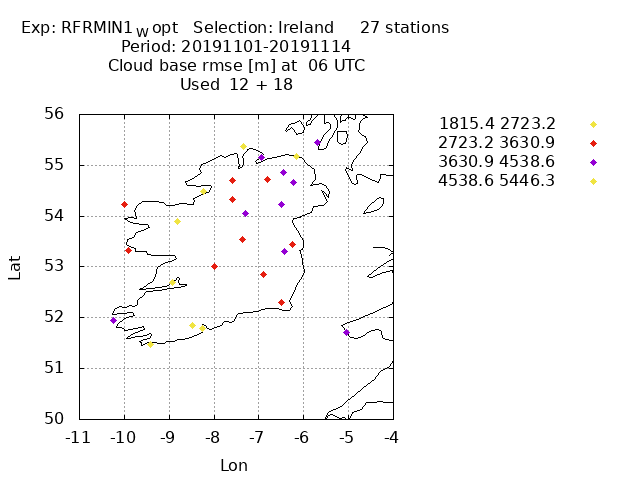 Exp: RFRMIN1W opt   Selection: Ireland     27 stations
Period: 20191101-20191114
Cloud base rmse [m] at  06 UTC
Used  12 + 18
1815.4 2723.2
2723.2 3630.9
3630.9 4538.6
4538.6 5446.3
56
55
54
53
52
51
50
Lat
-11 -10 -9 -8 -7 -6 -5 -4
Lon